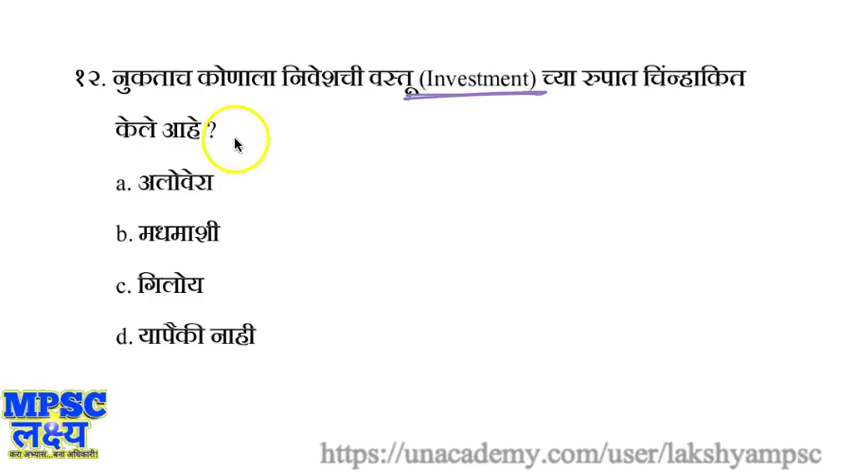 १२. नुकताच कोणाला निवेशची वस्तू (Investment) च्या रुपात चिंन्हाकित
केले आहे ?
a. अलोवेरा
b. मधमाशी
c. गिलोय
d. यापैकी नाही
MPSC
लक्ष्य
करा अभ्यास...बना अधिकारी!
https://unacademy.com/user/lakshyampsc